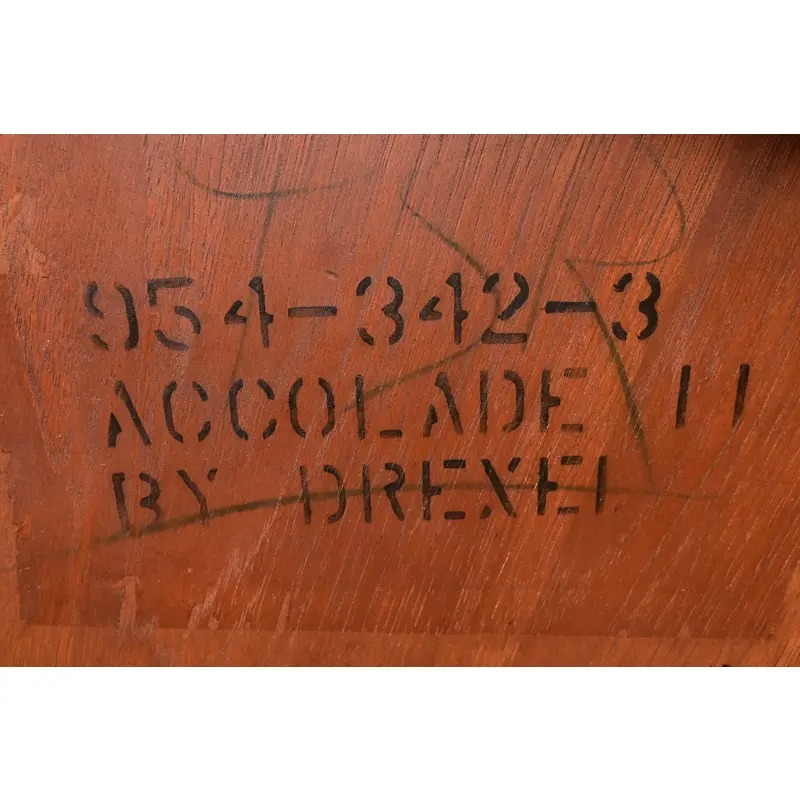 954-342-3
ACCOLADE II
BY DREXEL